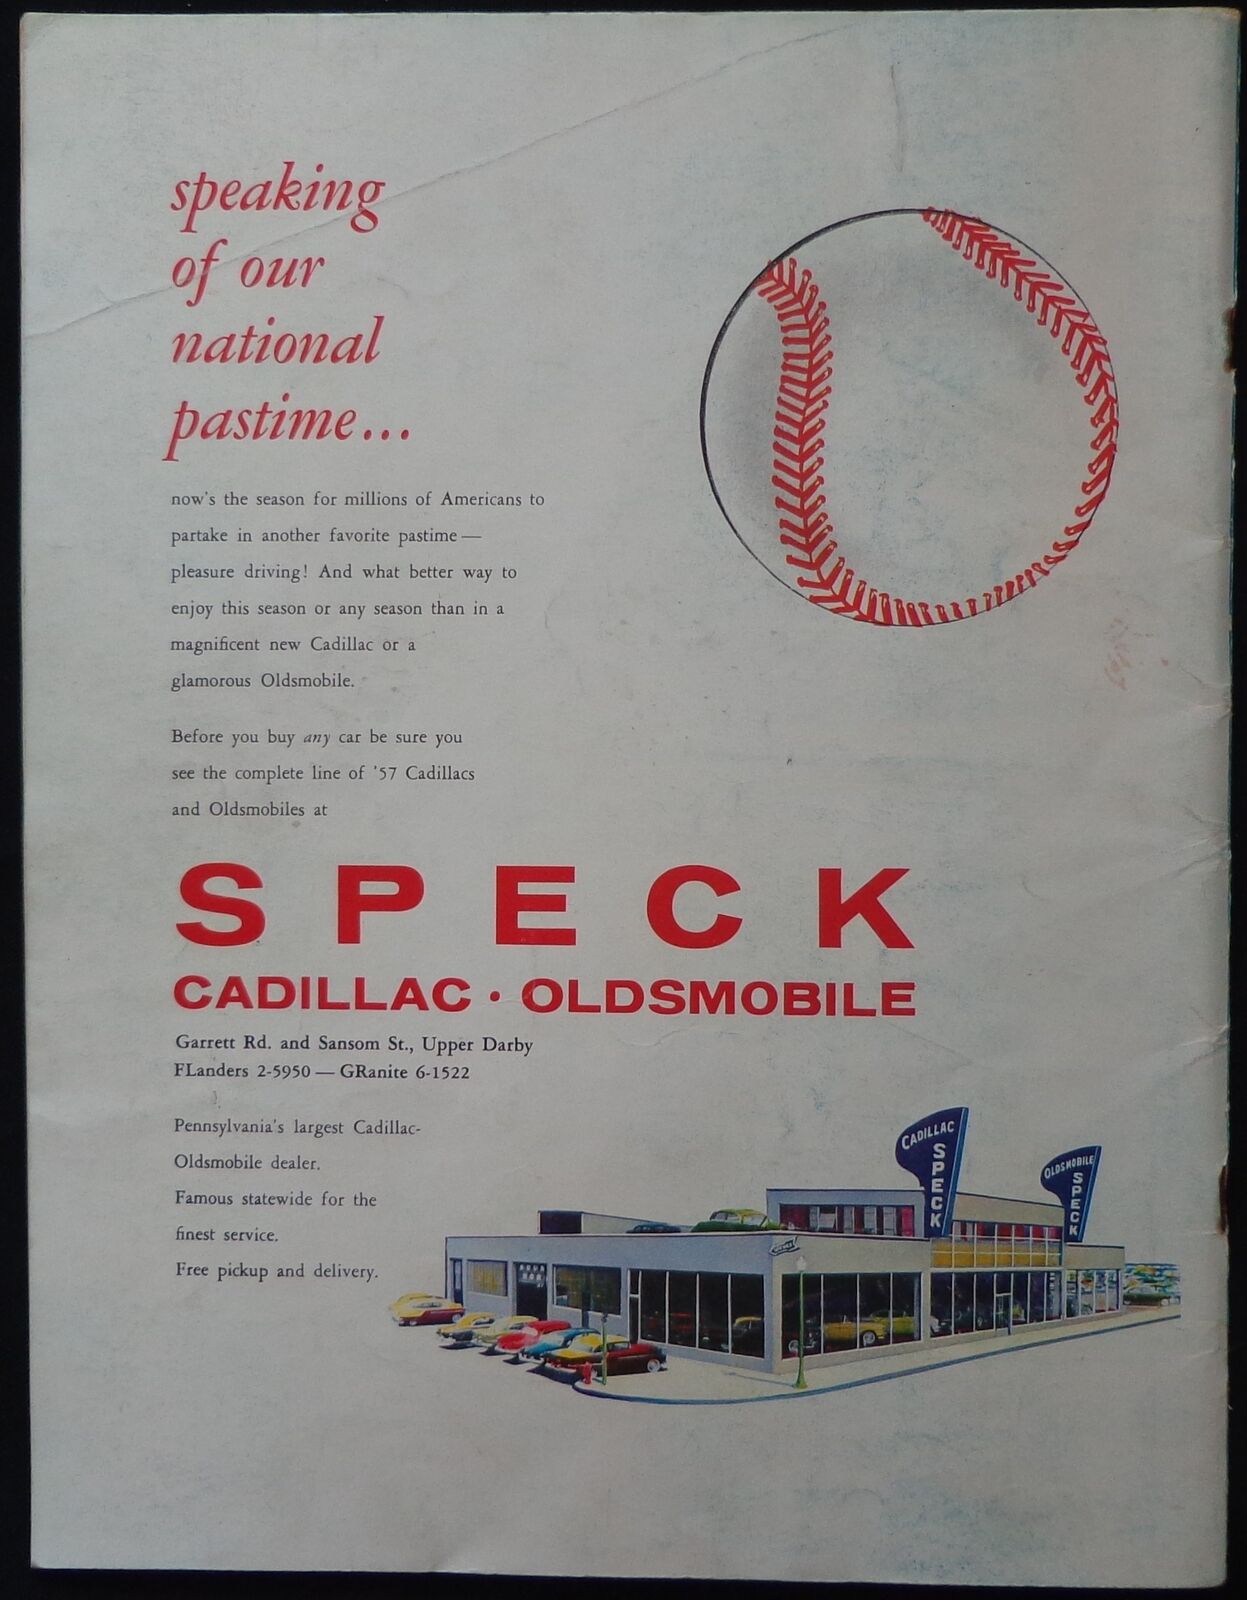 speaking
of our
national
pastime...
now's the season for millions of Americans to
partake in another favorite pastime —
pleasure driving! And what better way to
enjoy this season or any season than in a
magnificent new Cadillac or a
glamorous Oldsmobile.
Before you buy any car be sure you
see the complete line of '57 Cadillacs
and Oldsmobiles at
SPECK
CADILLAC • OLDSMOBILE
Garrett Rd. and Sansom St., Upper Darby
FLanders 2-5950 — GRanite 6-1522
Pennsylvania's largest Cadillac-
Oldsmobile dealer.
Famous statewide for the
finest service.
Free pickup and delivery.
CADILLAC
SPECK
OLDSMOBILE
SPECK